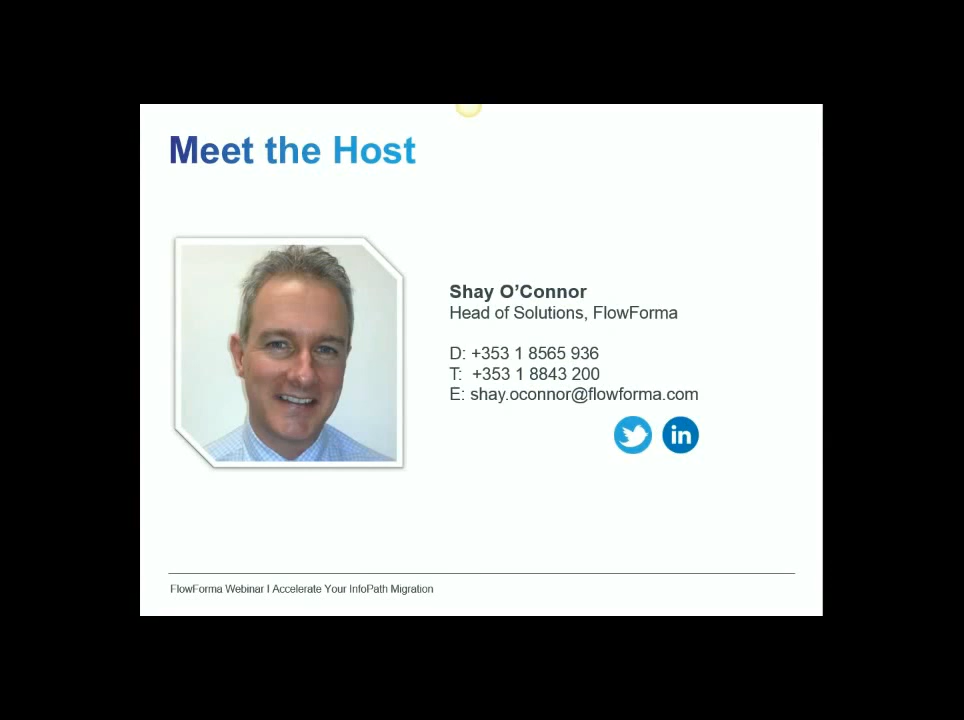 Meet the Host
Shay O’Connor
Head of Solutions, FlowForma
D: +353 1 8565 936
T: +353 1 8843 200
E: shay.oconnor@flowforma.com
in
FlowForma Webinar I Accelerate Your InfoPath Migration